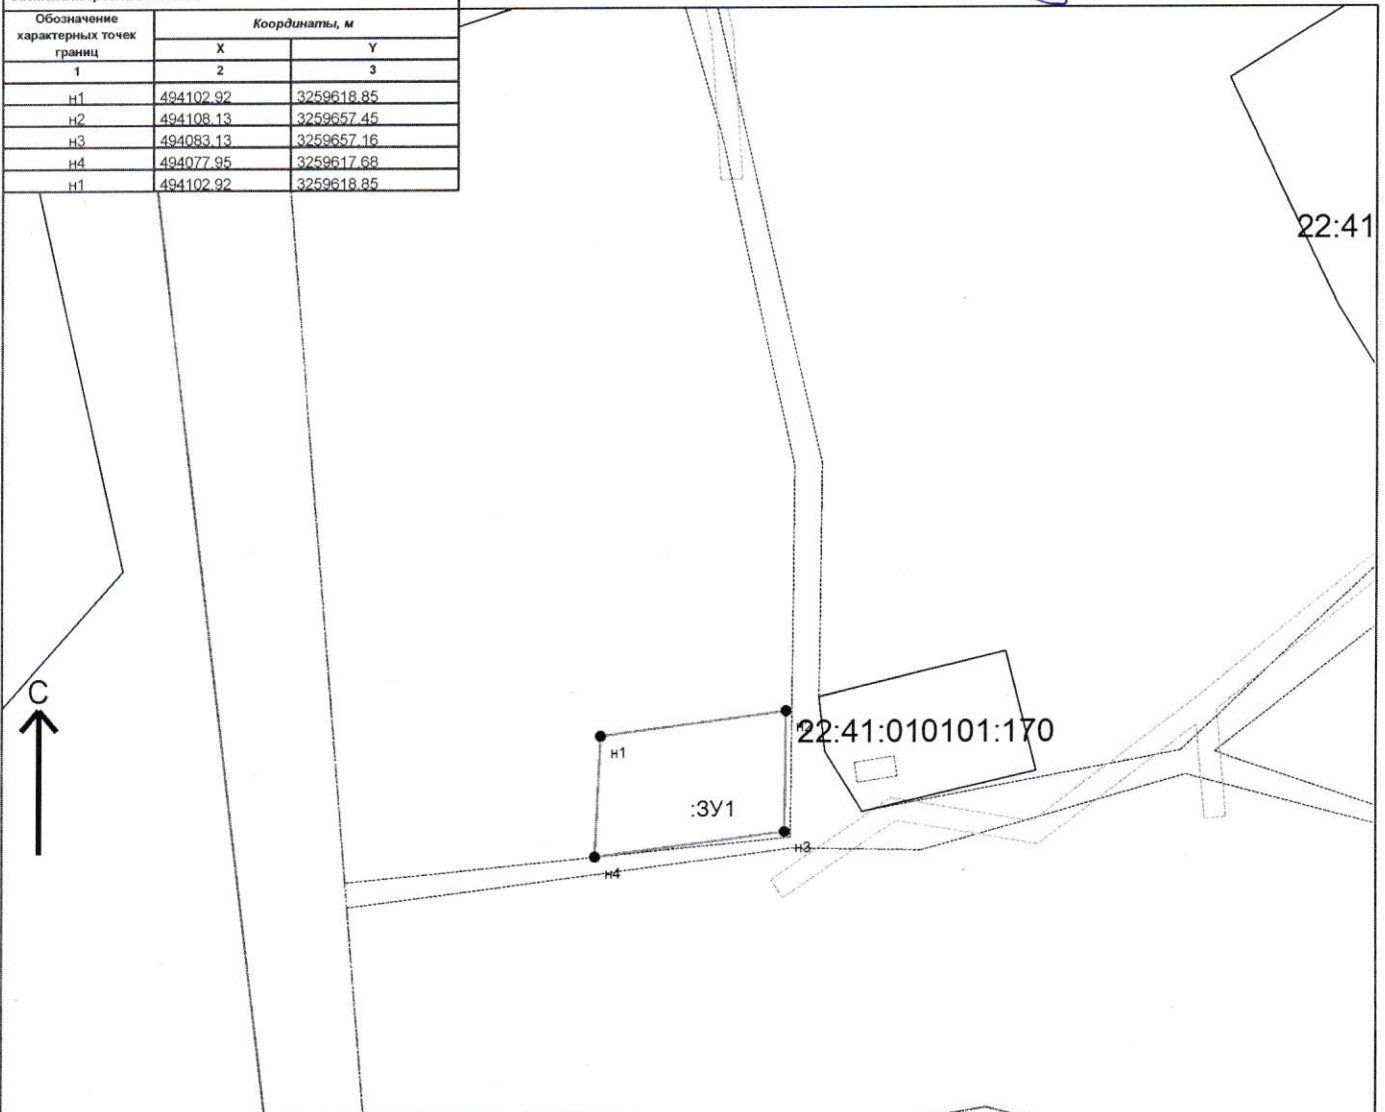 Обозначение характерных точек границ
Координаты, м
X Y
1 2 3
н1 494102.92 3259618.85
н2 494108.13 3259657.45
н3 494083.13 3259657.16
н4 494077.95 3259617.68
н1 494102.92 3259618.85
22:41
С
н1
22:41:010101:170
:ЗУ1
н3
н4